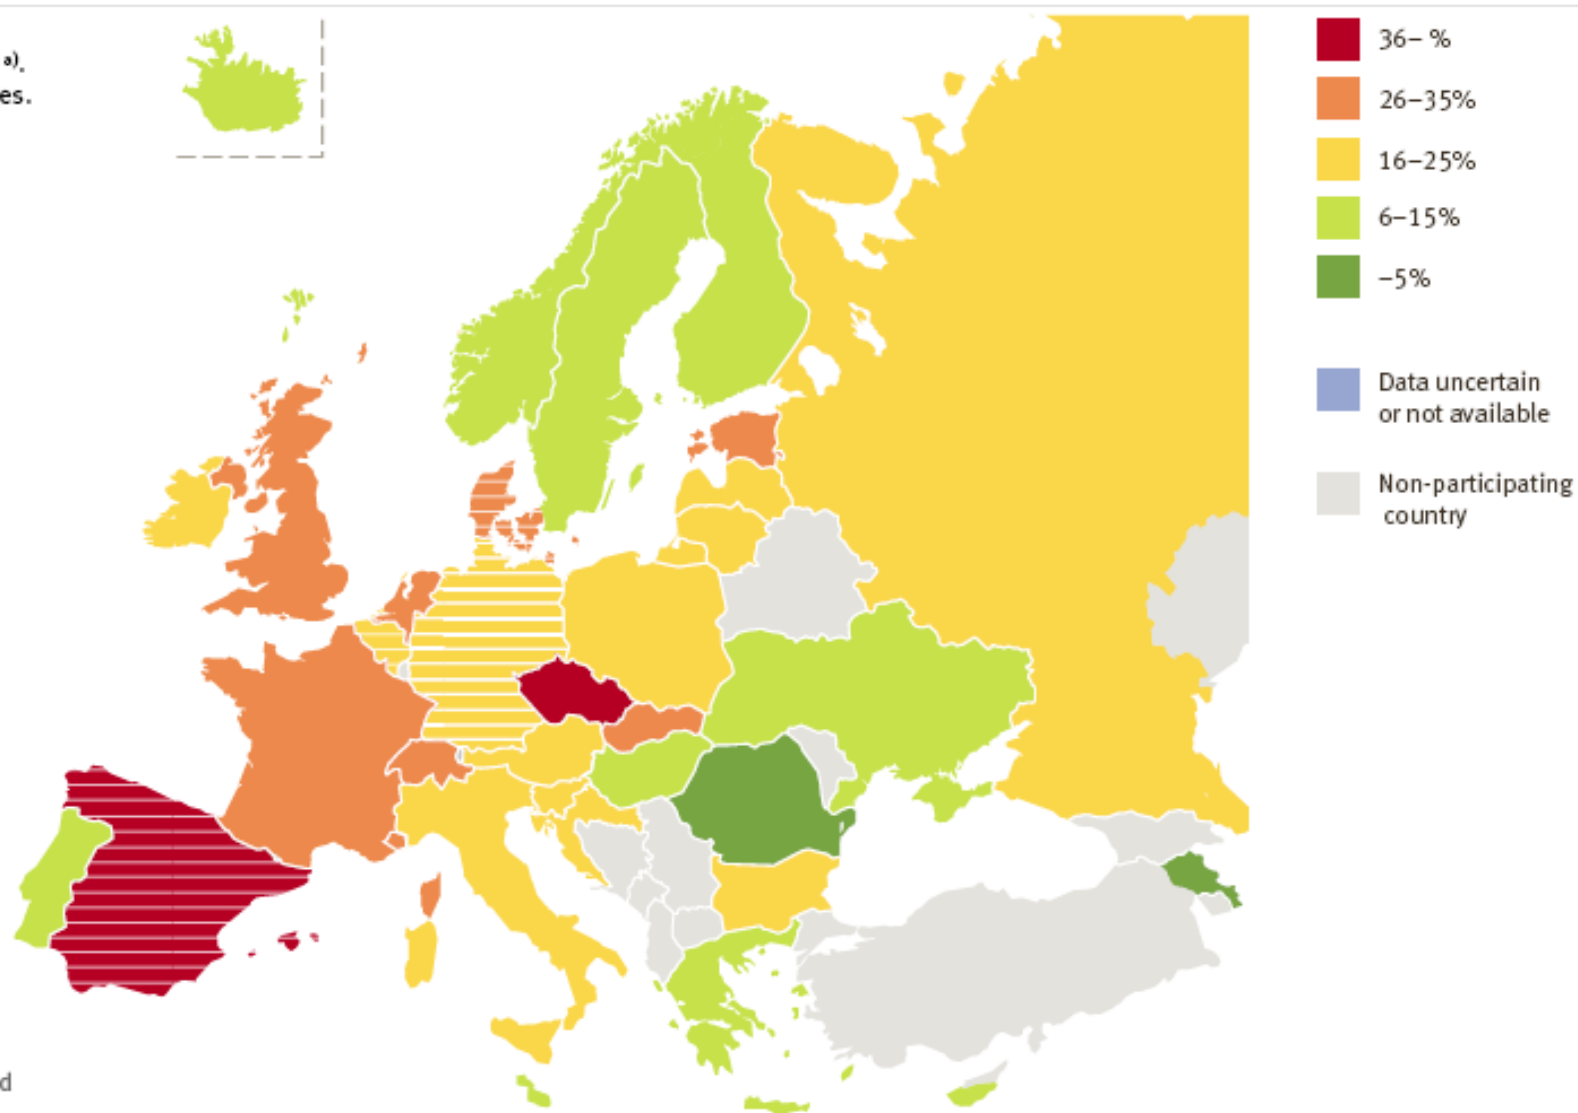 a).
es.
36– %
26–35%
16–25%
6–15%
–5%
Data uncertain
or not available
Non-participating
country
d